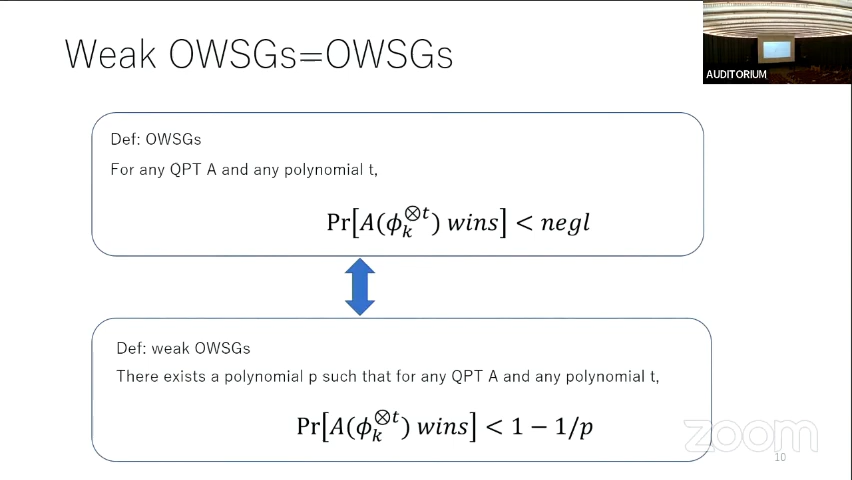 Weak OWSGs=OWSGs
AUDITORIUM
Def: OWSGs
For any QPT A and any polynomial t,
Pr[A(ϕ_k^{⊗t}) wins] < negl
Def: weak OWSGs
There exists a polynomial p such that for any QPT A and any polynomial t,
Pr[A(ϕ_k^{⊗t}) wins] < 1 − 1/p
zoom
10